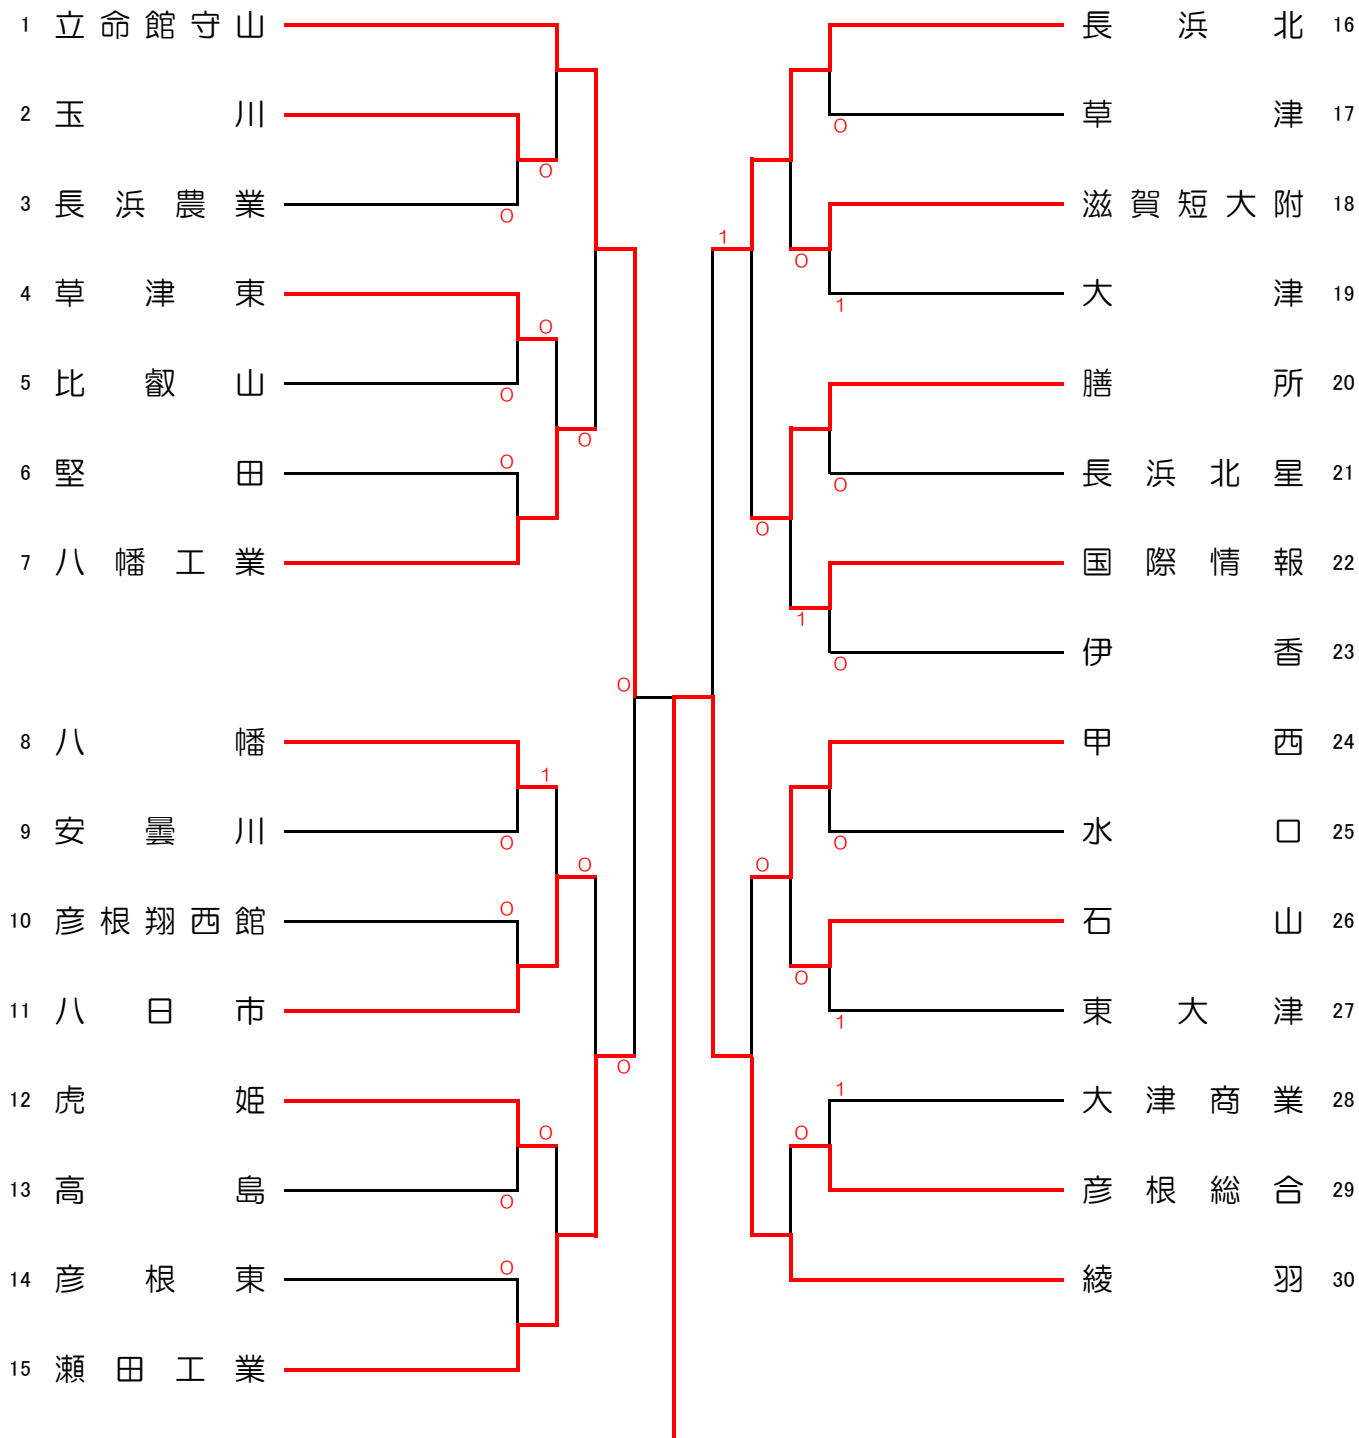 1 立命館守山
2 玉川
0
3 長浜農業
0
4 草津東
0
5 比叡山
0
0
6 堅田
0
7 八幡工業
0
8 八幡
1
9 安曇川
0
0
10 彦根翔西館
0
11 八日市
0
12 虎姫
0
13 高島
0
14 彦根東
0
15 瀬田工業
長浜北 16
草津 17
0
滋賀短大附 18
1
0
大津 19
1
膳所 20
長浜北星 21
0
0
国際情報 22
1
伊香 23
0
甲西 24
水口 25
0
0
石山 26
0
東大津 27
1
大津商業 28
1
0
彦根総合 29
綾羽 30